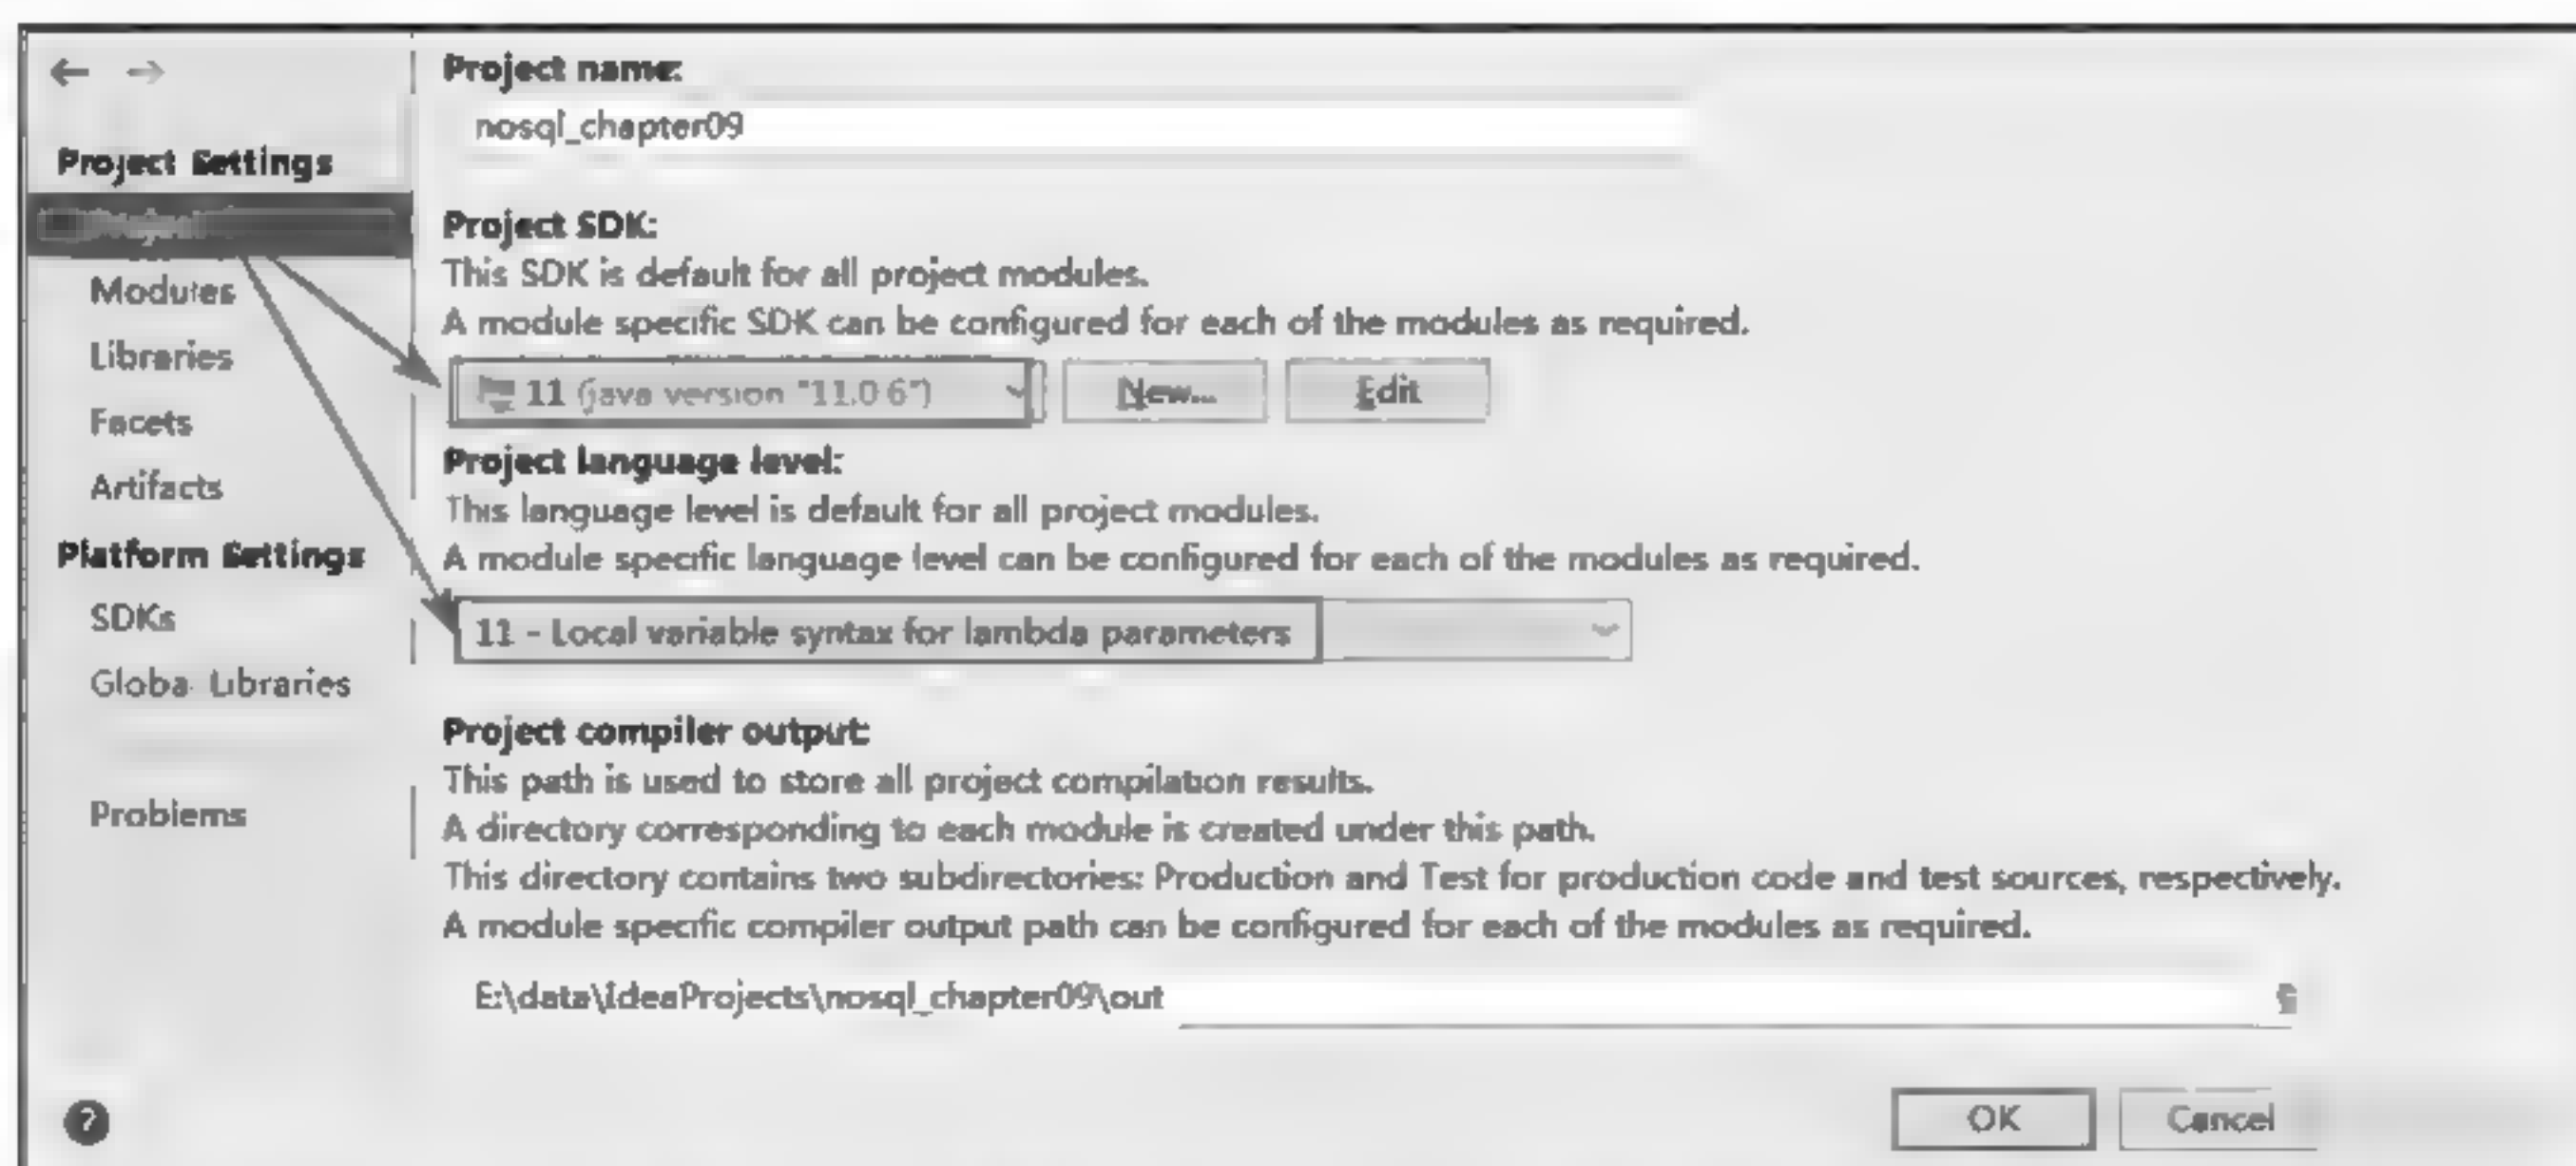 Project Settings
Project
Modules
Libraries
Facets
Artifacts
Platform Settings
SDKs
Global Libraries
Problems
?
Project name:
nosql_chapter09
Project SDK:
This SDK is default for all project modules.
A module specific SDK can be configured for each of the modules as required.
11 (java version "11.0.6")
New...
Edit
Project language level:
This language level is default for all project modules.
A module specific language level can be configured for each of the modules as required.
11 - Local variable syntax for lambda parameters
Project compiler output:
This path is used to store all project compilation results.
A directory corresponding to each module is created under this path.
This directory contains two subdirectories: Production and Test for production code and test sources, respectively.
A module specific compiler output path can be configured for each of the modules as required.
E:\data\IdeaProjects\nosql_chapter09\out
OK
Cancel